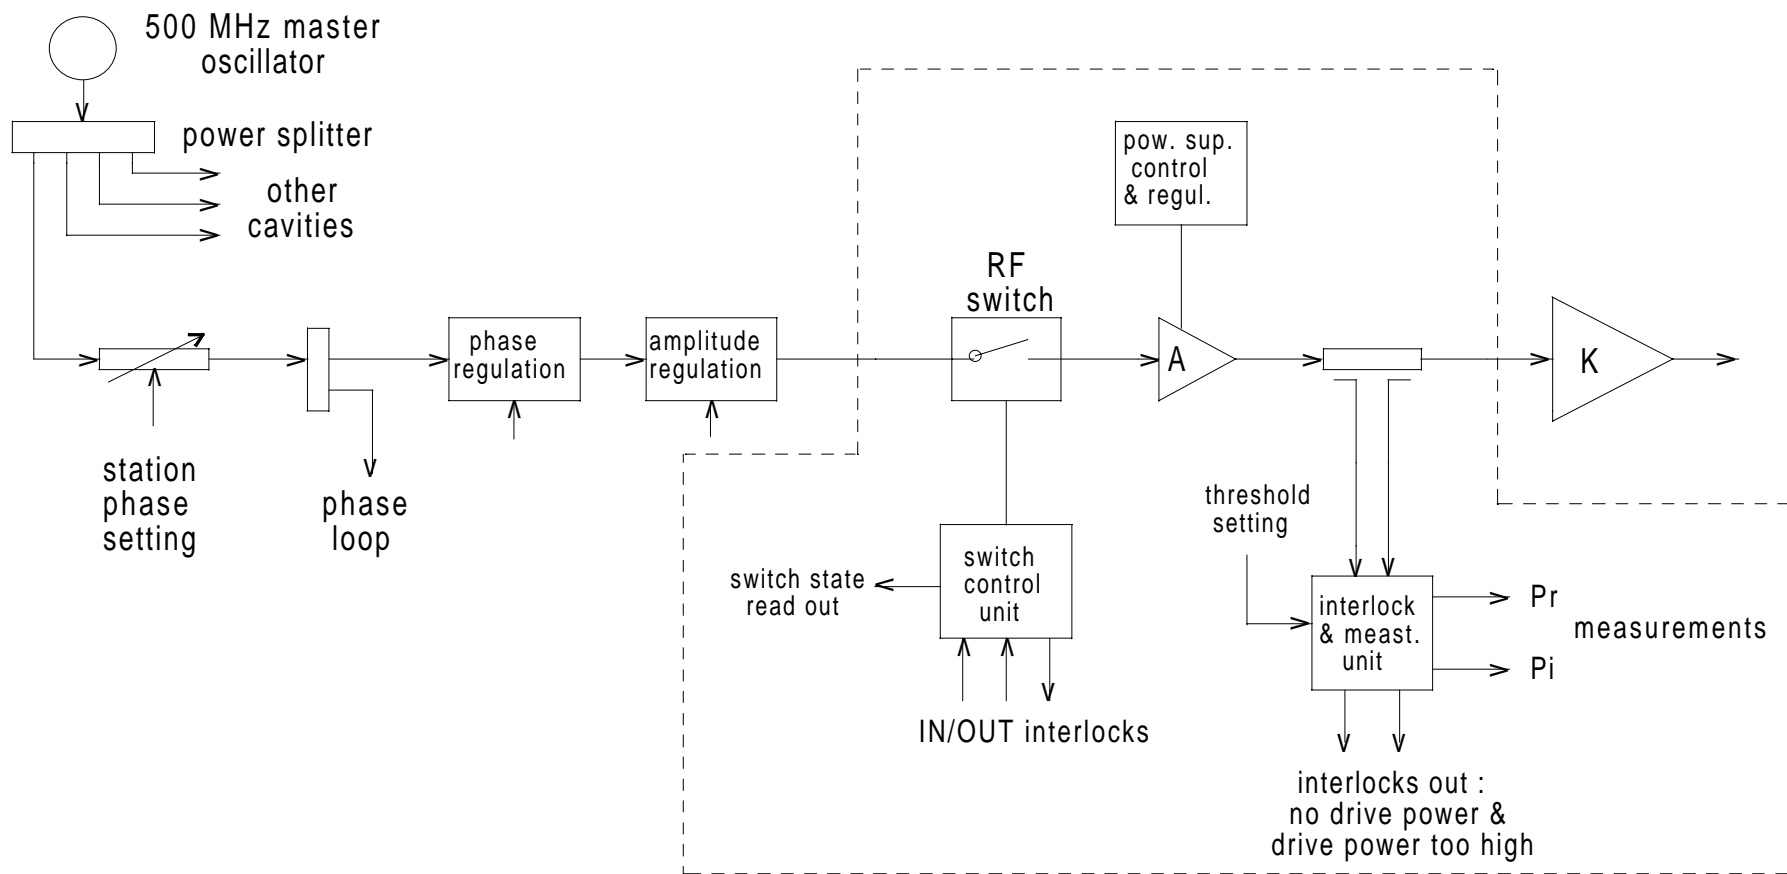 500 MHz master
oscillator
power splitter
other
cavities
pow. sup.
control
& regul.
RF
switch
phase
regulation
amplitude
regulation
A
K
station
phase
setting
phase
loop
threshold
setting
switch state
read out
switch
control
unit
interlock
& meast.
unit
Pr
measurements
Pi
IN/OUT interlocks
interlocks out :
no drive power &
drive power too high